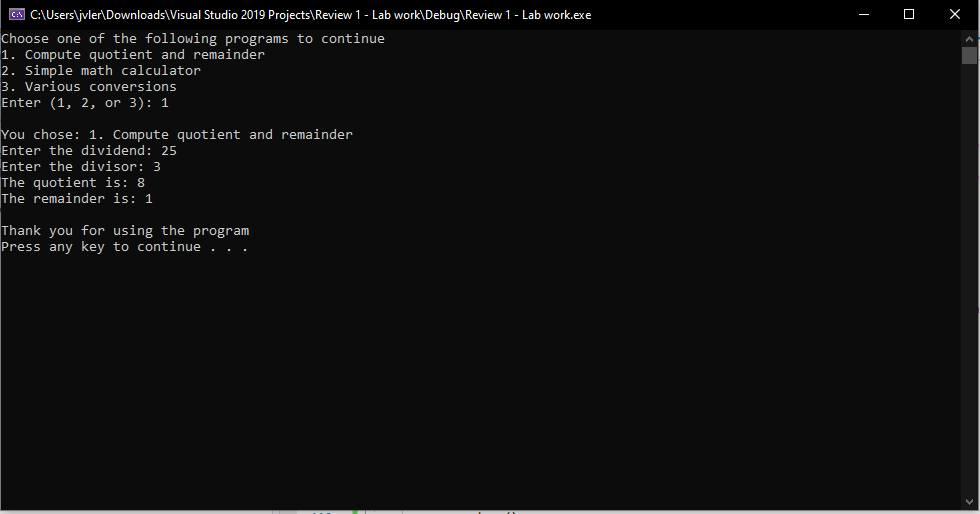 C:\Users\jvler\Downloads\Visual Studio 2019 Projects\Review 1 - Lab work\Debug\Review 1 - Lab work.exe
Choose one of the following programs to continue
1. Compute quotient and remainder
2. Simple math calculator
3. Various conversions
Enter (1, 2, or 3): 1
You chose: 1. Compute quotient and remainder
Enter the dividend: 25
Enter the divisor: 3
The quotient is: 8
The remainder is: 1
Thank you for using the program
Press any key to continue . . .